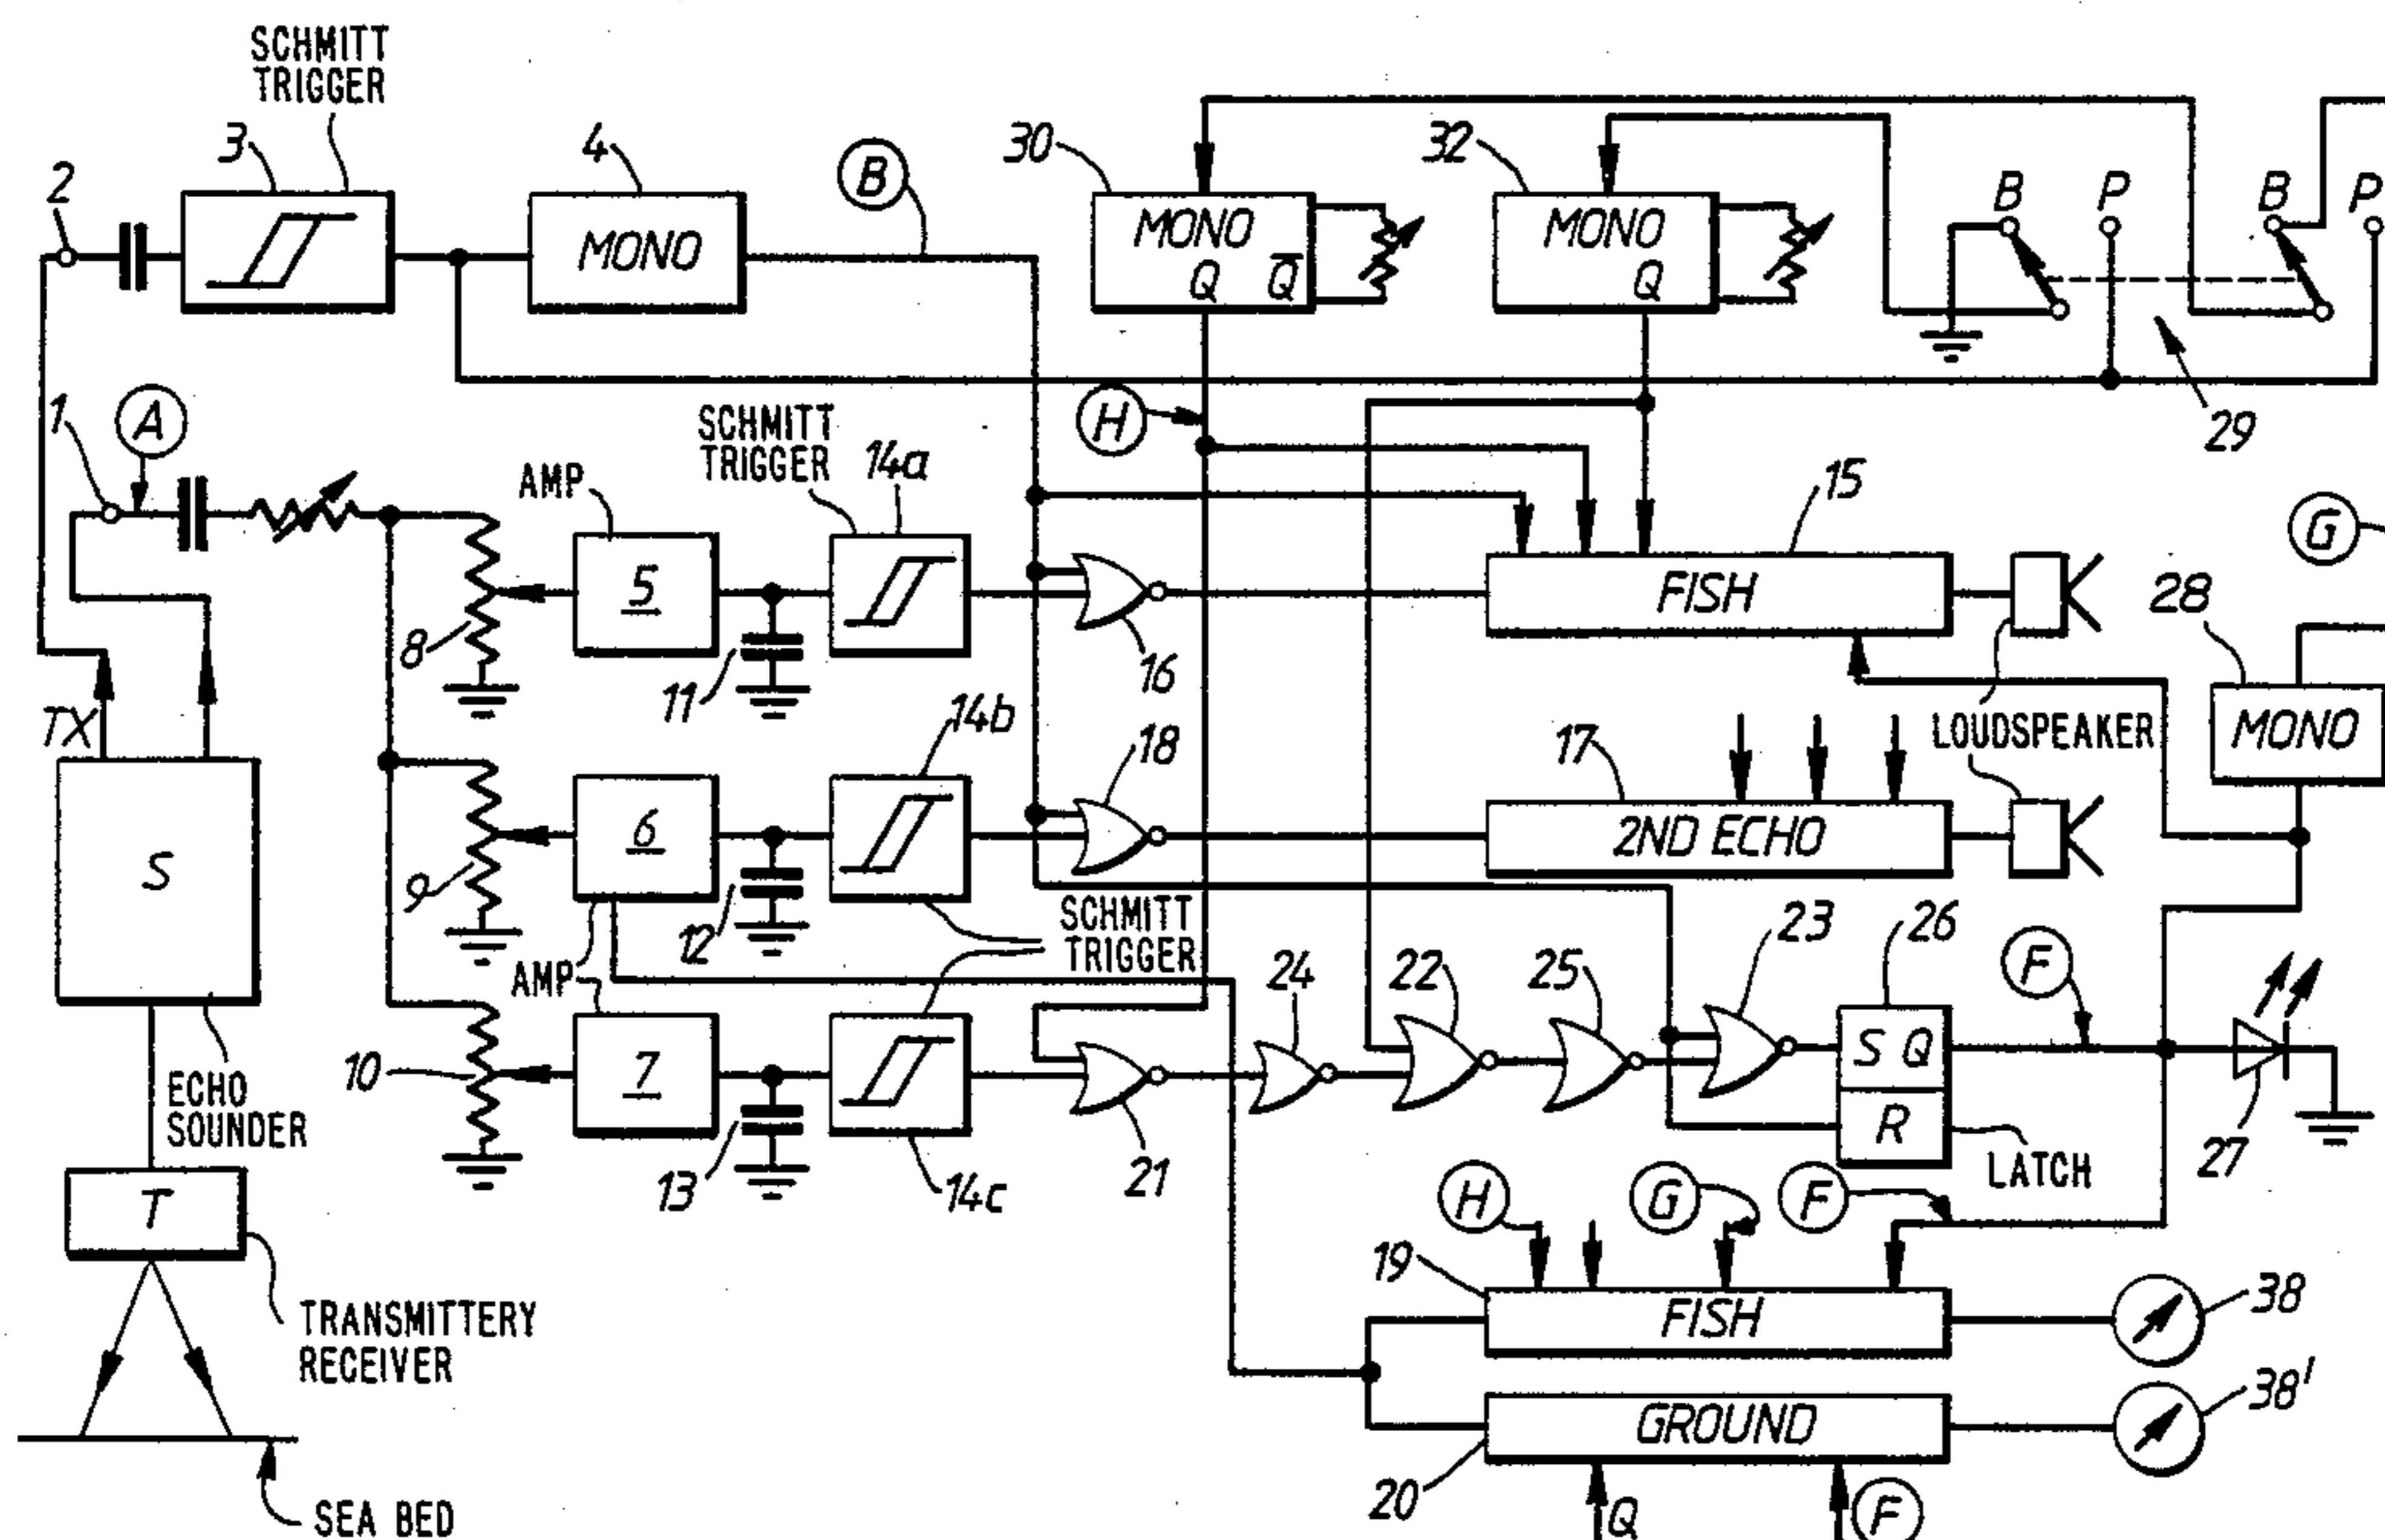 SCHMITT
TRIGGER
3
4
B
30
32
2
MONO
MONO
Q
Q̅
MONO
Q
B
P
B
P
29
1
A
H
SCHMITT
TRIGGER
14a
AMP
15
G
5
8
11
16
FISH
28
TX
14b
18
17
LOUDSPEAKER
MONO
S
6
9
12
2ND ECHO
SCHMITT
TRIGGER
AMP
24
22
25
23
26
F
10
7
S Q
R
13
14c
21
LATCH
27
ECHO
SOUNDER
T
H
G
F
19
FISH
38
TRANSMITTERY
RECEIVER
GROUND
38'
20
SEA BED
Q
F